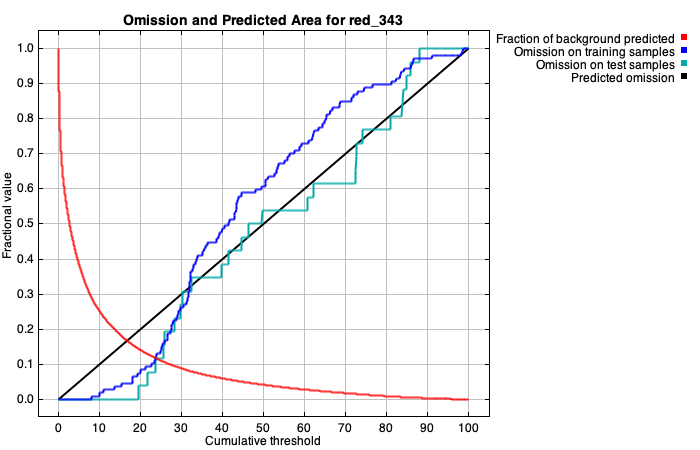 Omission and Predicted Area for red_343
Fraction of background predicted
Omission on training samples
Omission on test samples
Predicted omission
1.0
0.9
0.8
0.7
0.6
0.5
0.4
0.3
0.2
0.1
0.0
Fractional value
0 10 20 30 40 50 60 70 80 90 100
Cumulative threshold